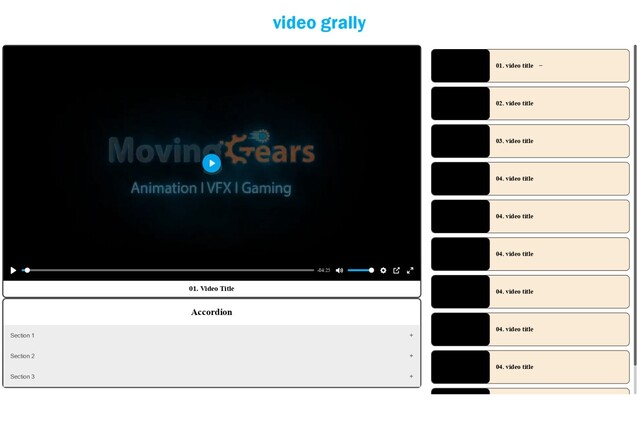 video grally
MovingGears
Animation | VFX | Gaming
-04:25
01. Video Title
Accordion
Section 1 +
Section 2 +
Section 3 +
01. video title –
02. video title
03. video title
04. video title
04. video title
04. video title
04. video title
04. video title
04. video title